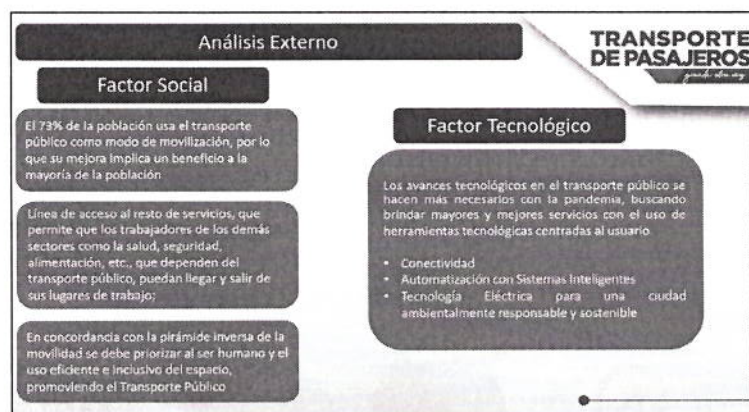 Análisis Externo
TRANSPORTE
DE PASAJEROS
Factor Social
El 73% de la población usa el transporte
público como modo de movilización, por lo
que su mejora implica un beneficio a la
mayoría de la población
Línea de acceso al resto de servicios, que
permite que los trabajadores de los demás
sectores como la salud, seguridad,
alimentación, etc., que dependen del
transporte público, puedan llegar y salir de
sus lugares de trabajo;
En concordancia con la pirámide inversa de la
movilidad se debe priorizar al ser humano y el
uso eficiente e inclusivo del espacio,
promoviendo el Transporte Público
Factor Tecnológico
Los avances tecnológicos en el transporte público se
hacen más necesarios con la pandemia, buscando
brindar mayores y mejores servicios con el uso de
herramientas tecnológicas centradas al usuario
• Conectividad
• Automatización con Sistemas Inteligentes
• Tecnología Eléctrica para una ciudad
ambientalmente responsable y sostenible